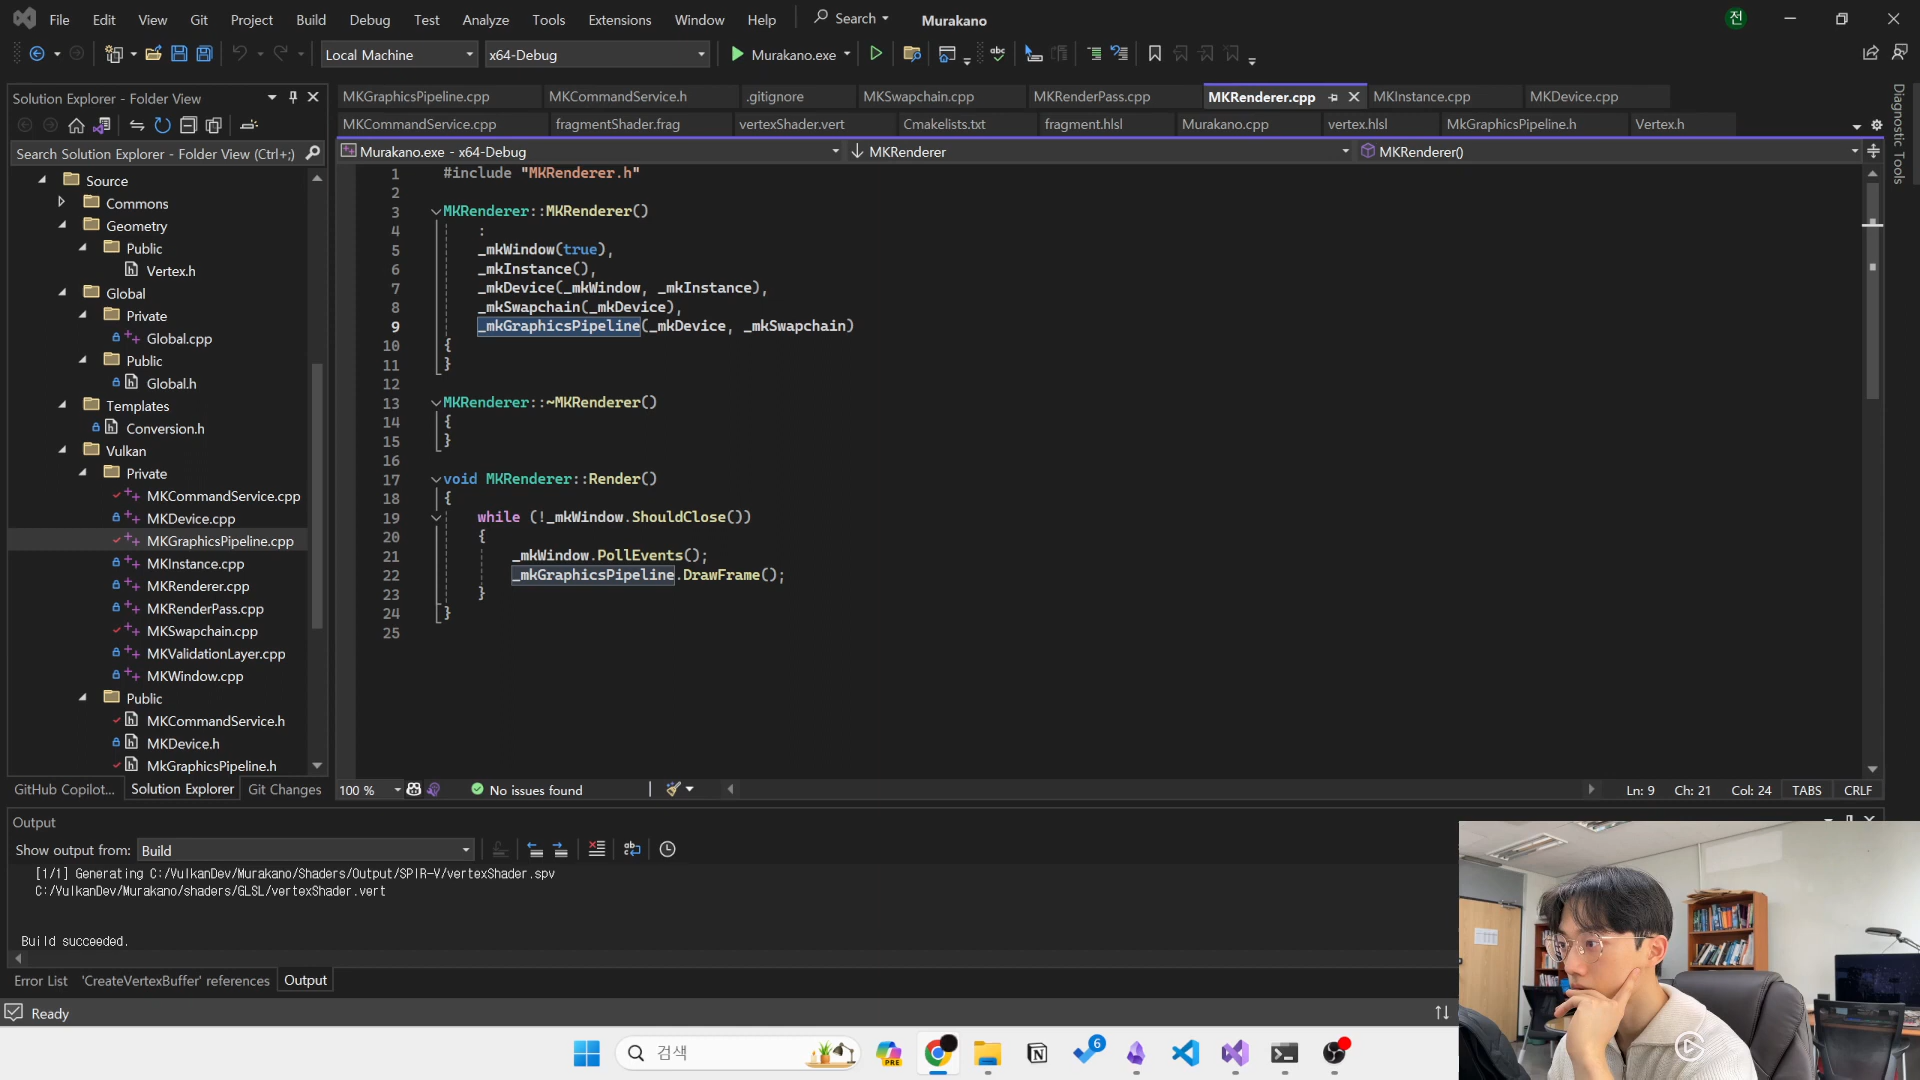 File Edit View Git Project Build Debug Test Analyze Tools Extensions Window Help Search Murakano 전
Local Machine x64-Debug Murakano.exe
Solution Explorer - Folder View
MKGraphicsPipeline.cpp MKCommandService.h .gitignore MKSwapchain.cpp MKRenderPass.cpp MKRenderer.cpp MKInstance.cpp MKDevice.cpp
MKCommandService.cpp fragmentShader.frag vertexShader.vert Cmakelists.txt fragment.hlsl Murakano.cpp vertex.hlsl MkGraphicsPipeline.h Vertex.h
Diagnostic Tools
Search Solution Explorer - Folder View (Ctrl+;)
Murakano.exe - x64-Debug MKRenderer MKRenderer()
Source
Commons
Geometry
Public
Vertex.h
Global
Private
Global.cpp
Public
Global.h
Templates
Conversion.h
Vulkan
Private
MKCommandService.cpp
MKDevice.cpp
MKGraphicsPipeline.cpp
MKInstance.cpp
MKRenderer.cpp
MKRenderPass.cpp
MKSwapchain.cpp
MKValidationLayer.cpp
MKWindow.cpp
Public
MKCommandService.h
MKDevice.h
MkGraphicsPipeline.h
GitHub Copilot... Solution Explorer Git Changes
1 #include "MKRenderer.h"
2
3 MKRenderer::MKRenderer()
4 :
5 _mkWindow(true),
6 _mkInstance(),
7 _mkDevice(_mkWindow, _mkInstance),
8 _mkSwapchain(_mkDevice),
9 _mkGraphicsPipeline(_mkDevice, _mkSwapchain)
10 {
11 }
12
13 MKRenderer::~MKRenderer()
14 {
15 }
16
17 void MKRenderer::Render()
18 {
19 while (!_mkWindow.ShouldClose())
20 {
21 _mkWindow.PollEvents();
22 _mkGraphicsPipeline.DrawFrame();
23 }
24 }
25
100 % No issues found Ln: 9 Ch: 21 Col: 24 TABS CRLF
Output
Show output from: Build
[1/1] Generating C:/VulkanDev/Murakano/Shaders/Output/SPIR-V/vertexShader.spv
C:/VulkanDev/Murakano/shaders/GLSL/vertexShader.vert
Build succeeded.
Error List 'CreateVertexBuffer' references Output
Ready
검색 PRE 6